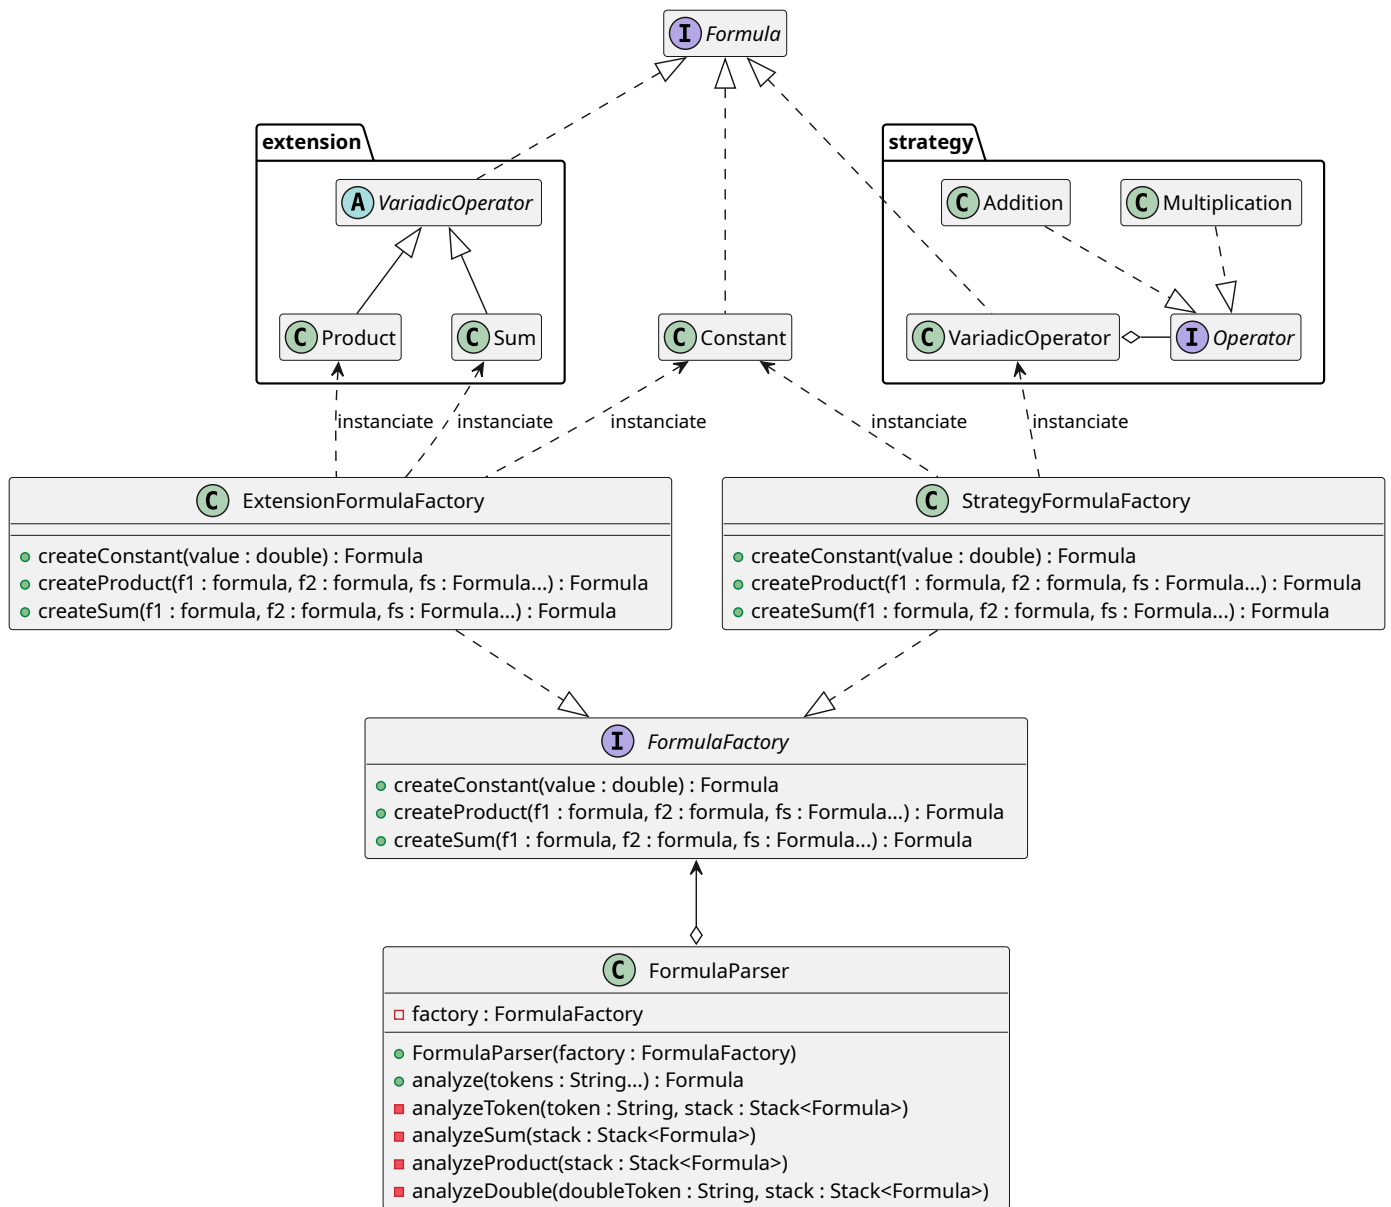 I Formula
extension
strategy
A VariadicOperator
C Addition
C Multiplication
C Product
C Sum
C Constant
C VariadicOperator
I Operator
instanciate
instanciate
instanciate
instanciate
instanciate
C ExtensionFormulaFactory
createConstant(value : double) : Formula
createProduct(f1 : formula, f2 : formula, fs : Formula...) : Formula
createSum(f1 : formula, f2 : formula, fs : Formula...) : Formula
C StrategyFormulaFactory
createConstant(value : double) : Formula
createProduct(f1 : formula, f2 : formula, fs : Formula...) : Formula
createSum(f1 : formula, f2 : formula, fs : Formula...) : Formula
I FormulaFactory
createConstant(value : double) : Formula
createProduct(f1 : formula, f2 : formula, fs : Formula...) : Formula
createSum(f1 : formula, f2 : formula, fs : Formula...) : Formula
C FormulaParser
factory : FormulaFactory
FormulaParser(factory : FormulaFactory)
analyze(tokens : String...) : Formula
analyzeToken(token : String, stack : Stack<Formula>)
analyzeSum(stack : Stack<Formula>)
analyzeProduct(stack : Stack<Formula>)
analyzeDouble(doubleToken : String, stack : Stack<Formula>)